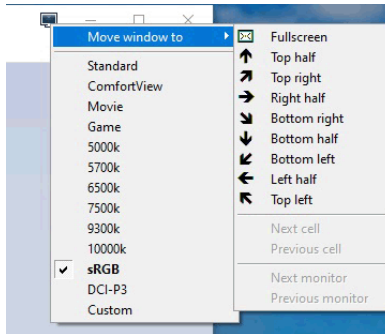 Move window to
Standard
ComfortView
Movie
Game
5000k
5700k
6500k
7500k
9300k
10000k
sRGB
DCI-P3
Custom
Fullscreen
Top half
Top right
Right half
Bottom right
Bottom half
Bottom left
Left half
Top left
Next cell
Previous cell
Next monitor
Previous monitor